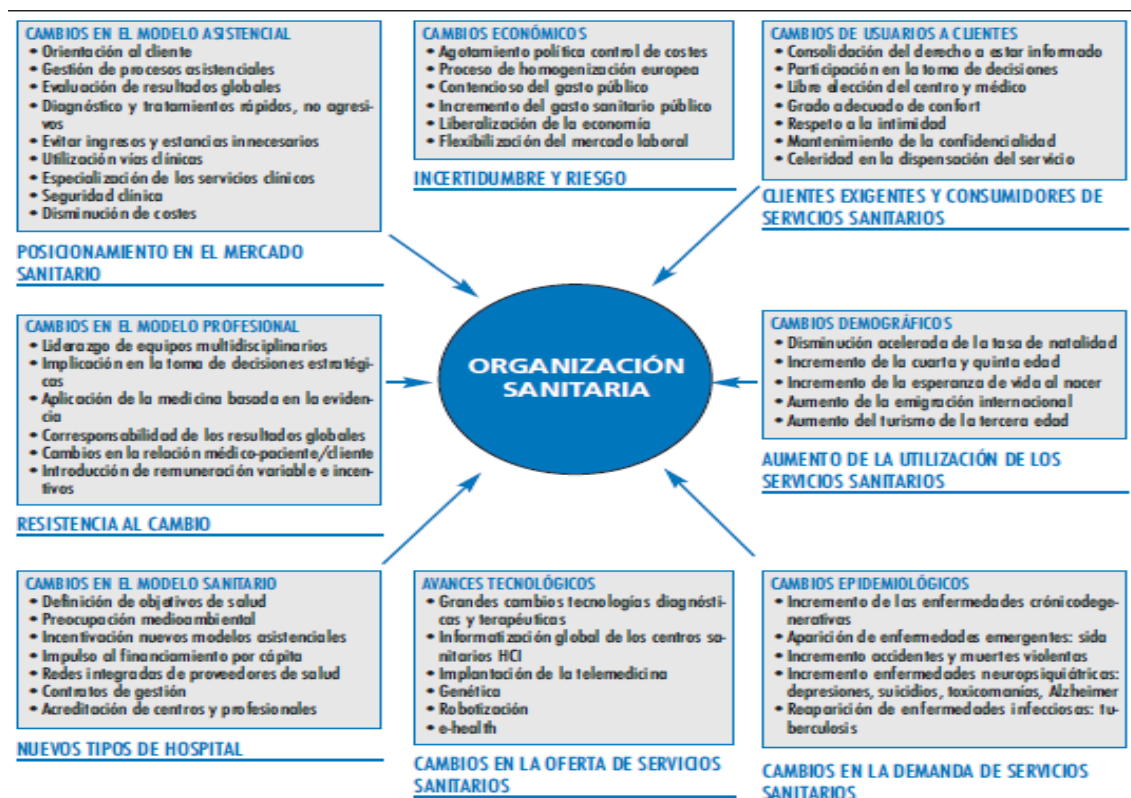 CAMBIOS EN EL MODELO ASISTENCIAL
• Orientación al cliente
• Gestión de procesos asistenciales
• Evaluación de resultados globales
• Diagnóstico y tratamientos rápidos, no agresi-
vos
• Evitar ingresos y estancias innecesarios
• Utilización vías clínicas
• Especialización de los servicios clínicos
• Seguridad clínica
• Disminución de costes
POSICIONAMIENTO EN EL MERCADO
SANITARIO
CAMBIOS ECONÓMICOS
• Agotamiento política control de costes
• Proceso de homogenización europea
• Contencioso del gasto público
• Incremento del gasto sanitario público
• Liberalización de la economía
• Flexibilización del mercado laboral
INCERTIDUMBRE Y RIESGO
CAMBIOS DE USUARIOS A CLIENTES
• Consolidación del derecho a estar informado
• Participación en la toma de decisiones
• Libre elección del centro y médico
• Grado adecuado de confort
• Respeto a la intimidad
• Mantenimiento de la confidencialidad
• Celeridad en la dispensación del servicio
CLIENTES EXIGENTES Y CONSUMIDORES DE
SERVICIOS SANITARIOS
CAMBIOS EN EL MODELO PROFESIONAL
• Liderazgo de equipos multidisciplinarios
• Implicación en la toma de decisiones estratégi-
cas
• Aplicación de la medicina basada en la eviden-
cia
• Corresponsabilidad de los resultados globales
• Cambios en la relación médico-paciente/cliente
• Introducción de remuneración variable e incen-
tivos
RESISTENCIA AL CAMBIO
ORGANIZACIÓN
SANITARIA
CAMBIOS DEMOGRÁFICOS
• Disminución acelerada de la tasa de natalidad
• Incremento de la cuarta y quinta edad
• Incremento de la esperanza de vida al nacer
• Aumento de la emigración internacional
• Aumento del turismo de la tercera edad
AUMENTO DE LA UTILIZACIÓN DE LOS
SERVICIOS SANITARIOS
CAMBIOS EN EL MODELO SANITARIO
• Definición de objetivos de salud
• Preocupación medioambiental
• Incentivación nuevos modelos asistenciales
• Impulso al financiamiento por cápita
• Redes integradas de proveedores de salud
• Contratos de gestión
• Acreditación de centros y profesionales
NUEVOS TIPOS DE HOSPITAL
AVANCES TECNOLÓGICOS
• Grandes cambios tecnologías diagnósti-
cas y terapéuticas
• Informatización global de los centros sa-
nitarios HCI
• Implantación de la telemedicina
• Genética
• Robotización
• e-health
CAMBIOS EN LA OFERTA DE SERVICIOS
SANITARIOS
CAMBIOS EPIDEMIOLÓGICOS
• Incremento de las enfermedades crónicodege-
nerativas
• Aparición de enfermedades emergentes: sida
• Incremento accidentes y muertes violentas
• Incremento enfermedades neuropsiquiátricas:
depresiones, suicidios, toxicomanías, Alzheimer
• Reaparición de enfermedades infecciosas: tu-
berculosis
CAMBIOS EN LA DEMANDA DE SERVICIOS
SANITARIOS